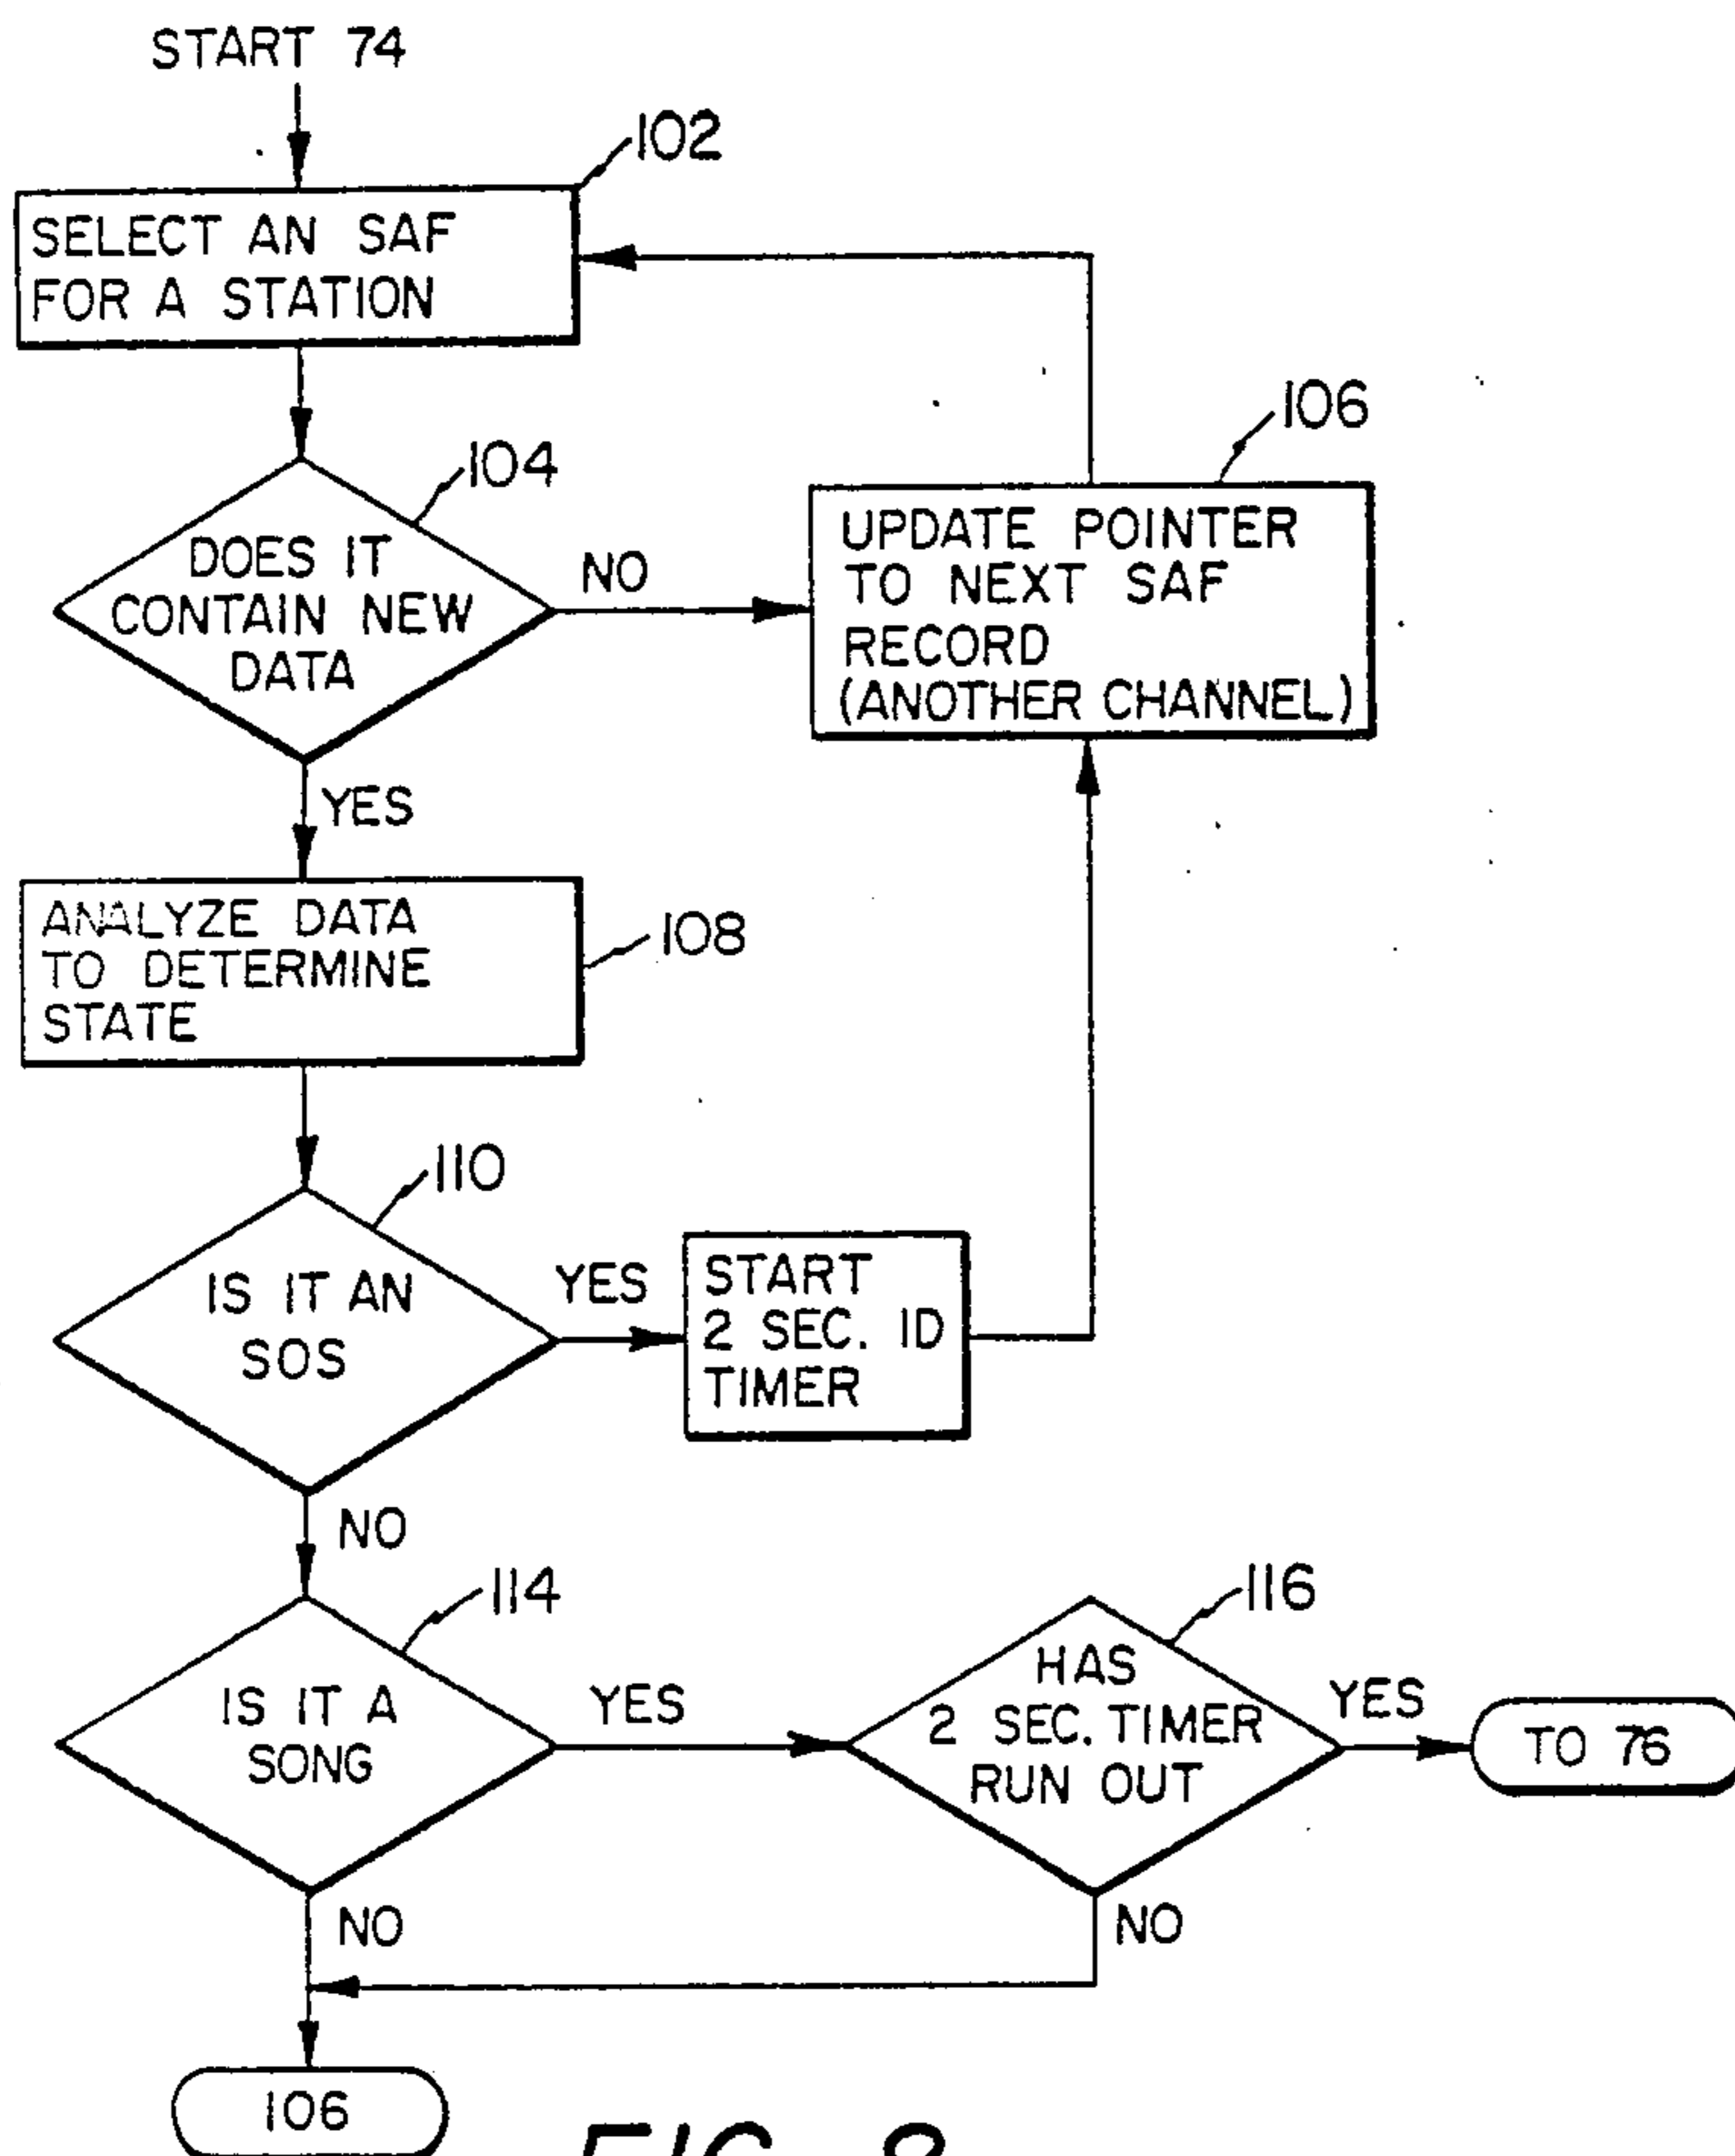 START 74
102
SELECT AN SAF
FOR A STATION
106
104
DOES IT
CONTAIN NEW
DATA
NO
UPDATE POINTER
TO NEXT SAF
RECORD
(ANOTHER CHANNEL)
YES
ANALYZE DATA
TO DETERMINE
STATE
108
110
IS IT AN
SOS
YES
START
2 SEC. ID
TIMER
NO
114
IS IT A
SONG
YES
116
HAS
2 SEC. TIMER
RUN OUT
YES
TO 76
NO
NO
106
FIG. 8